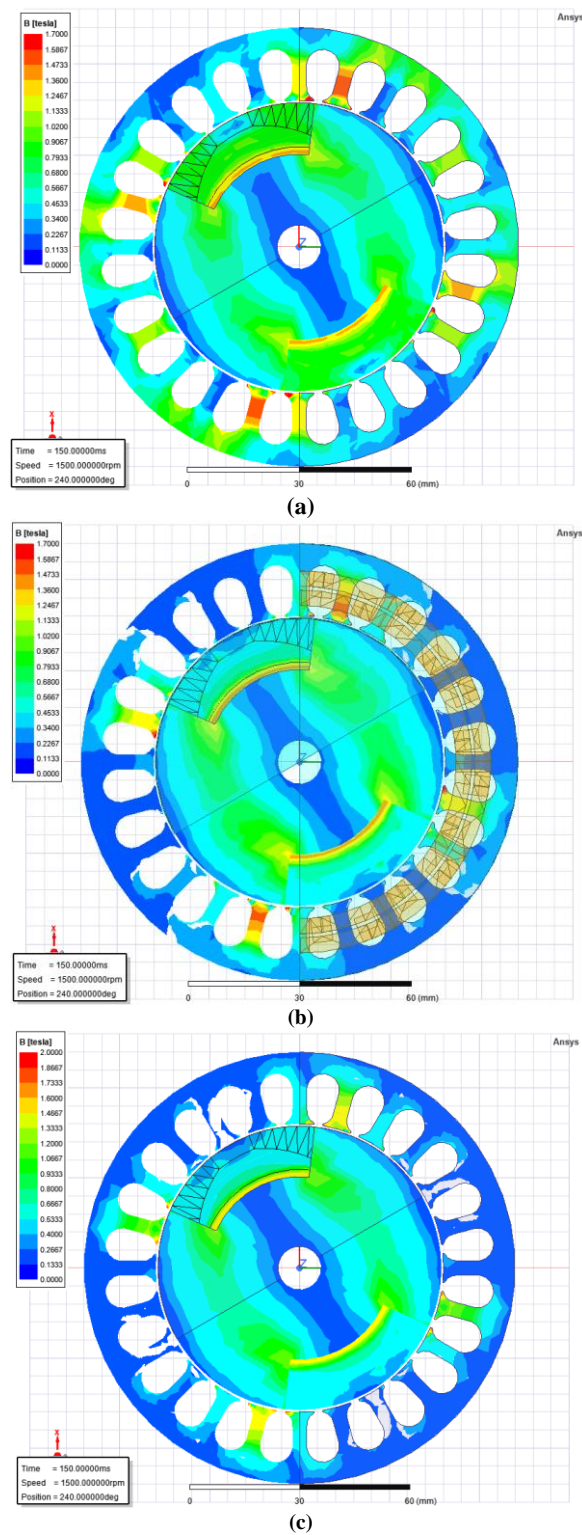 B [tesla]
Ansys
1.7000
1.5867
1.4733
1.3600
1.2467
1.1333
1.0200
0.9067
0.7933
0.6800
0.5667
0.4533
0.3400
0.2267
0.1133
0.0000
Z
X
Time = 150.00000ms
Speed = 1500.000000rpm
Position = 240.000000deg
0 30 60 (mm)
(a)
B [tesla]
Ansys
1.7000
1.5867
1.4733
1.3600
1.2467
1.1333
1.0200
0.9067
0.7933
0.6800
0.5667
0.4533
0.3400
0.2267
0.1133
0.0000
Z
X
Time = 150.00000ms
Speed = 1500.000000rpm
Position = 240.000000deg
0 30 60 (mm)
(b)
B [tesla]
Ansys
2.0000
1.8667
1.7333
1.6000
1.4667
1.3333
1.2000
1.0667
0.9333
0.8000
0.6667
0.5333
0.4000
0.2667
0.1333
0.0000
Z
X
Time = 150.00000ms
Speed = 1500.000000rpm
Position = 240.000000deg
0 30 60 (mm)
(c)